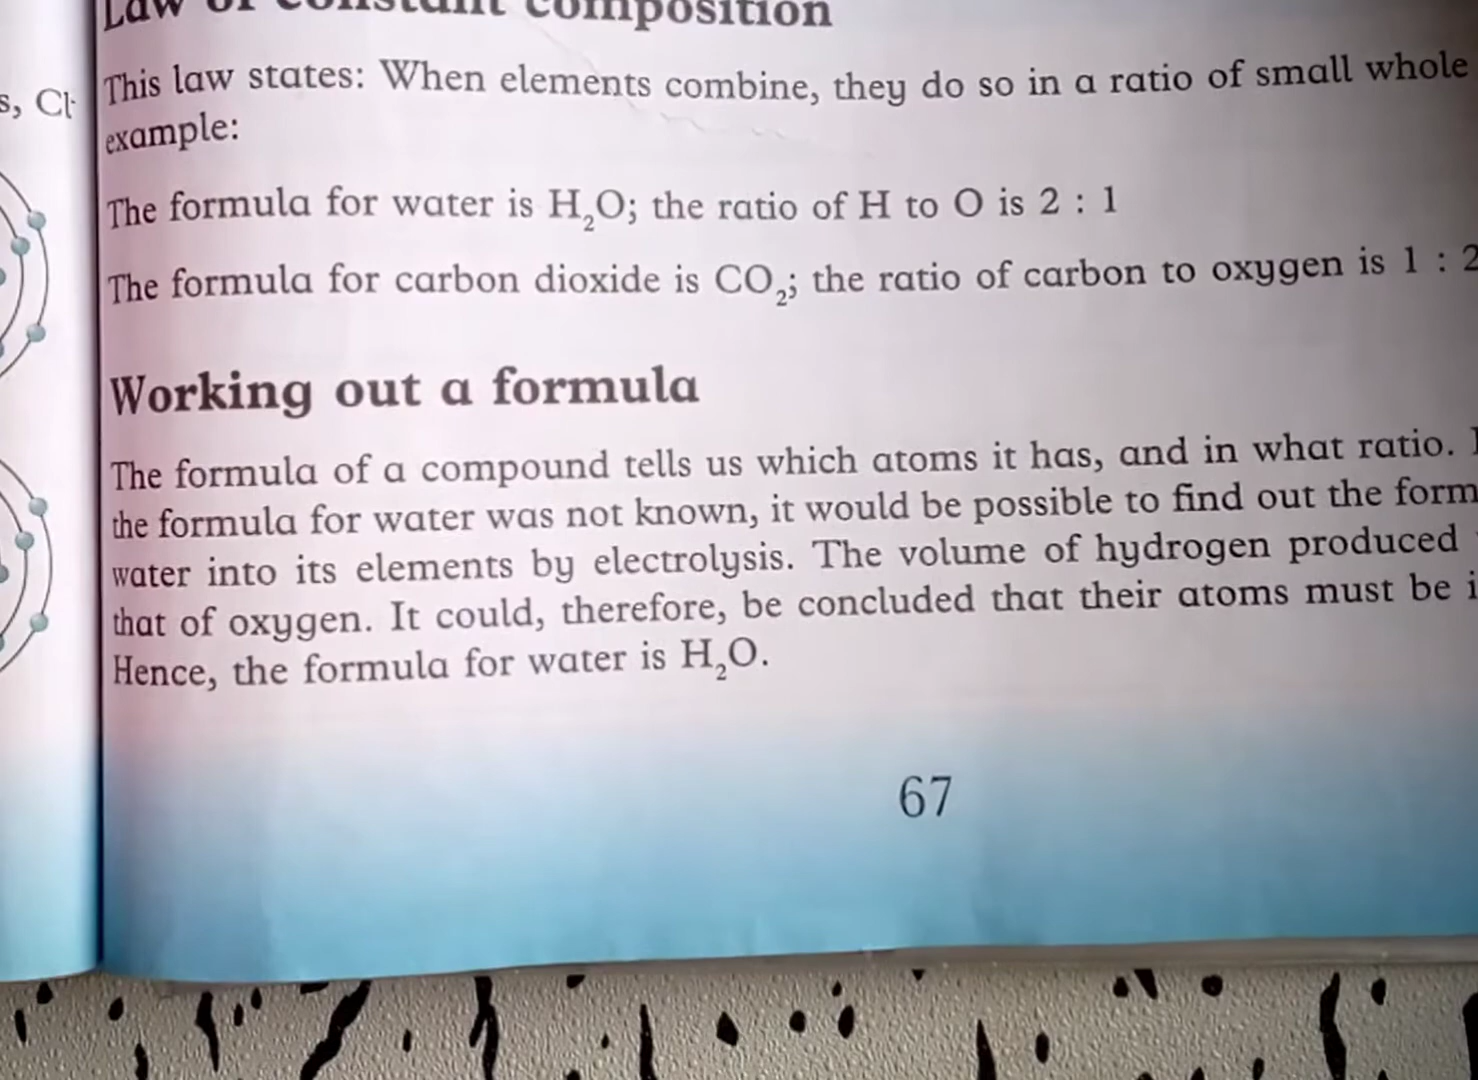 s, Cl-
Law of constant composition
This law states: When elements combine, they do so in a ratio of small whole
example:
The formula for water is H₂O; the ratio of H to O is 2 : 1
The formula for carbon dioxide is CO₂; the ratio of carbon to oxygen is 1 : 2
Working out a formula
The formula of a compound tells us which atoms it has, and in what ratio.
the formula for water was not known, it would be possible to find out the form
water into its elements by electrolysis. The volume of hydrogen produced
that of oxygen. It could, therefore, be concluded that their atoms must be i
Hence, the formula for water is H₂O.
67